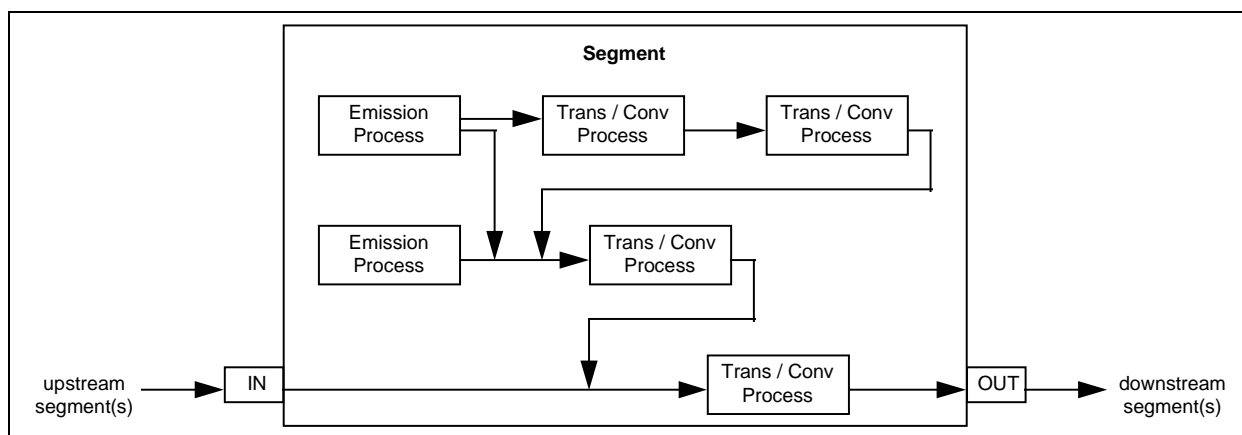 Segment
Emission
Process
Trans / Conv
Process
Trans / Conv
Process
Emission
Process
Trans / Conv
Process
upstream
segment(s)
IN
Trans / Conv
Process
OUT
downstream
segment(s)